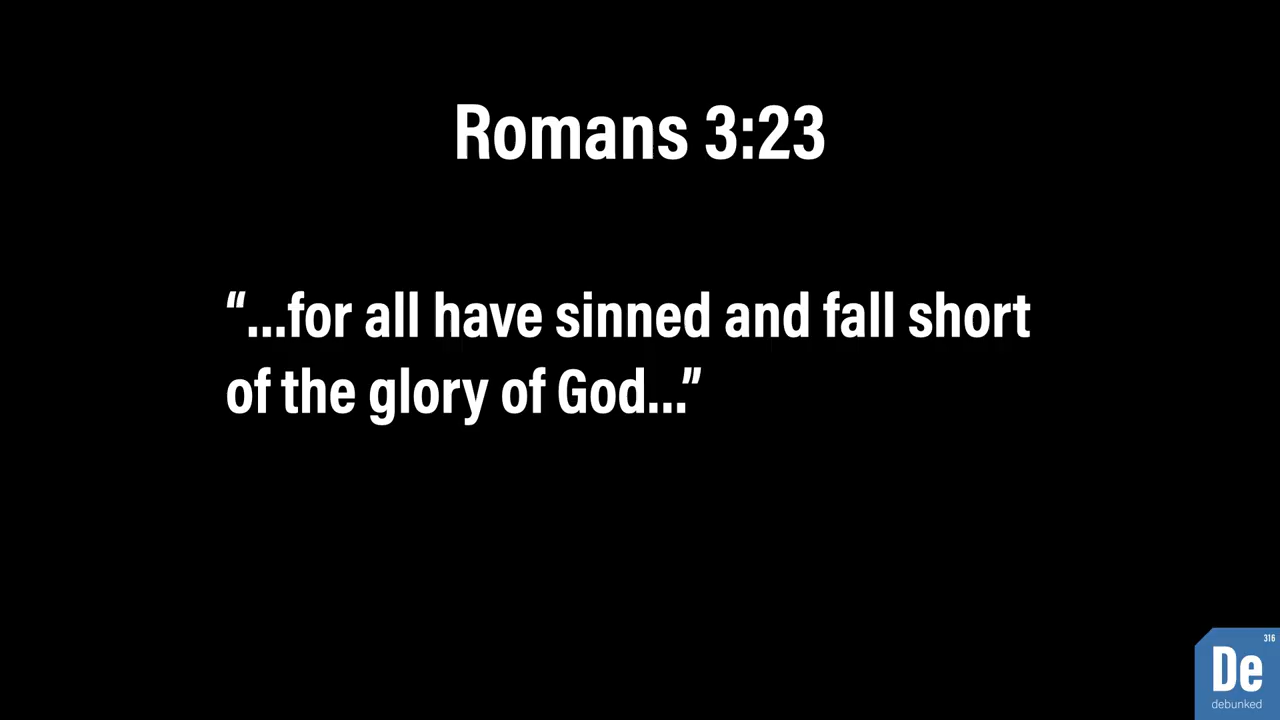 Romans 3:23
“...for all have sinned and fall short
of the glory of God...”
316
De
debunked